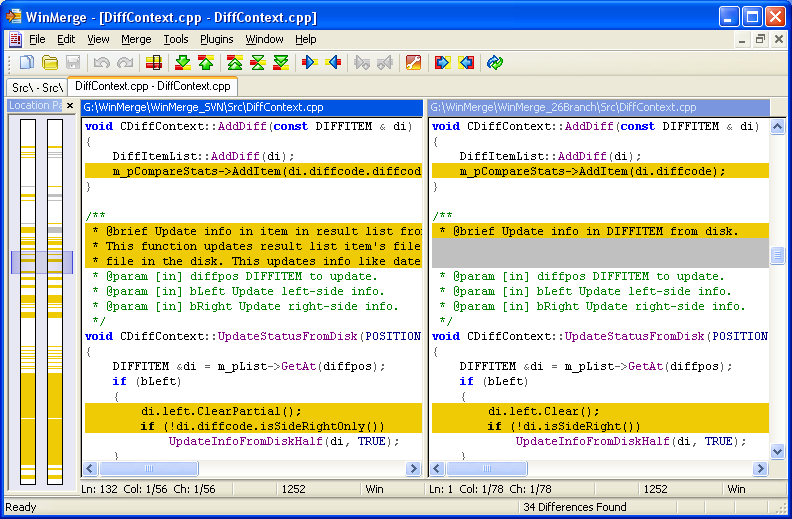 WinMerge - [DiffContext.cpp - DiffContext.cpp]
File Edit View Merge Tools Plugins Window Help
Src\ - Src\ DiffContext.cpp - DiffContext.cpp
Location Pa
G:\WinMerge\WinMerge_SVN\Src\DiffContext.cpp
void CDiffContext::AddDiff(const DIFFITEM & di)
{
DiffItemList::AddDiff(di);
m_pCompareStats->AddItem(di.diffcode.diffcod
}
/**
* @brief Update info in item in result list fro
* This function updates result list item's file
* file in the disk. This updates info like date
* @param [in] diffpos DIFFITEM to update.
* @param [in] bLeft Update left-side info.
* @param [in] bRight Update right-side info.
*/
void CDiffContext::UpdateStatusFromDisk(POSITION
{
DIFFITEM &di = m_pList->GetAt(diffpos);
if (bLeft)
{
di.left.ClearPartial();
if (!di.diffcode.isSideRightOnly())
UpdateInfoFromDiskHalf(di, TRUE);
}
Ln: 132 Col: 1/56 Ch: 1/56 1252 Win
G:\WinMerge\WinMerge_26Branch\Src\DiffContext.cpp
void CDiffContext::AddDiff(const DIFFITEM & di)
{
DiffItemList::AddDiff(di);
m_pCompareStats->AddItem(di.diffcode);
}
/**
* @brief Update info in DIFFITEM from disk.
* @param [in] diffpos DIFFITEM to update.
* @param [in] bLeft Update left-side info.
* @param [in] bRight Update right-side info.
*/
void CDiffContext::UpdateStatusFromDisk(POSITION
{
DIFFITEM &di = m_pList->GetAt(diffpos);
if (bLeft)
{
di.left.Clear();
if (!di.diffcode.isSideRight())
UpdateInfoFromDiskHalf(di, TRUE);
}
Ln: 1 Col: 1/78 Ch: 1/78 1252 Win
Ready 34 Differences Found